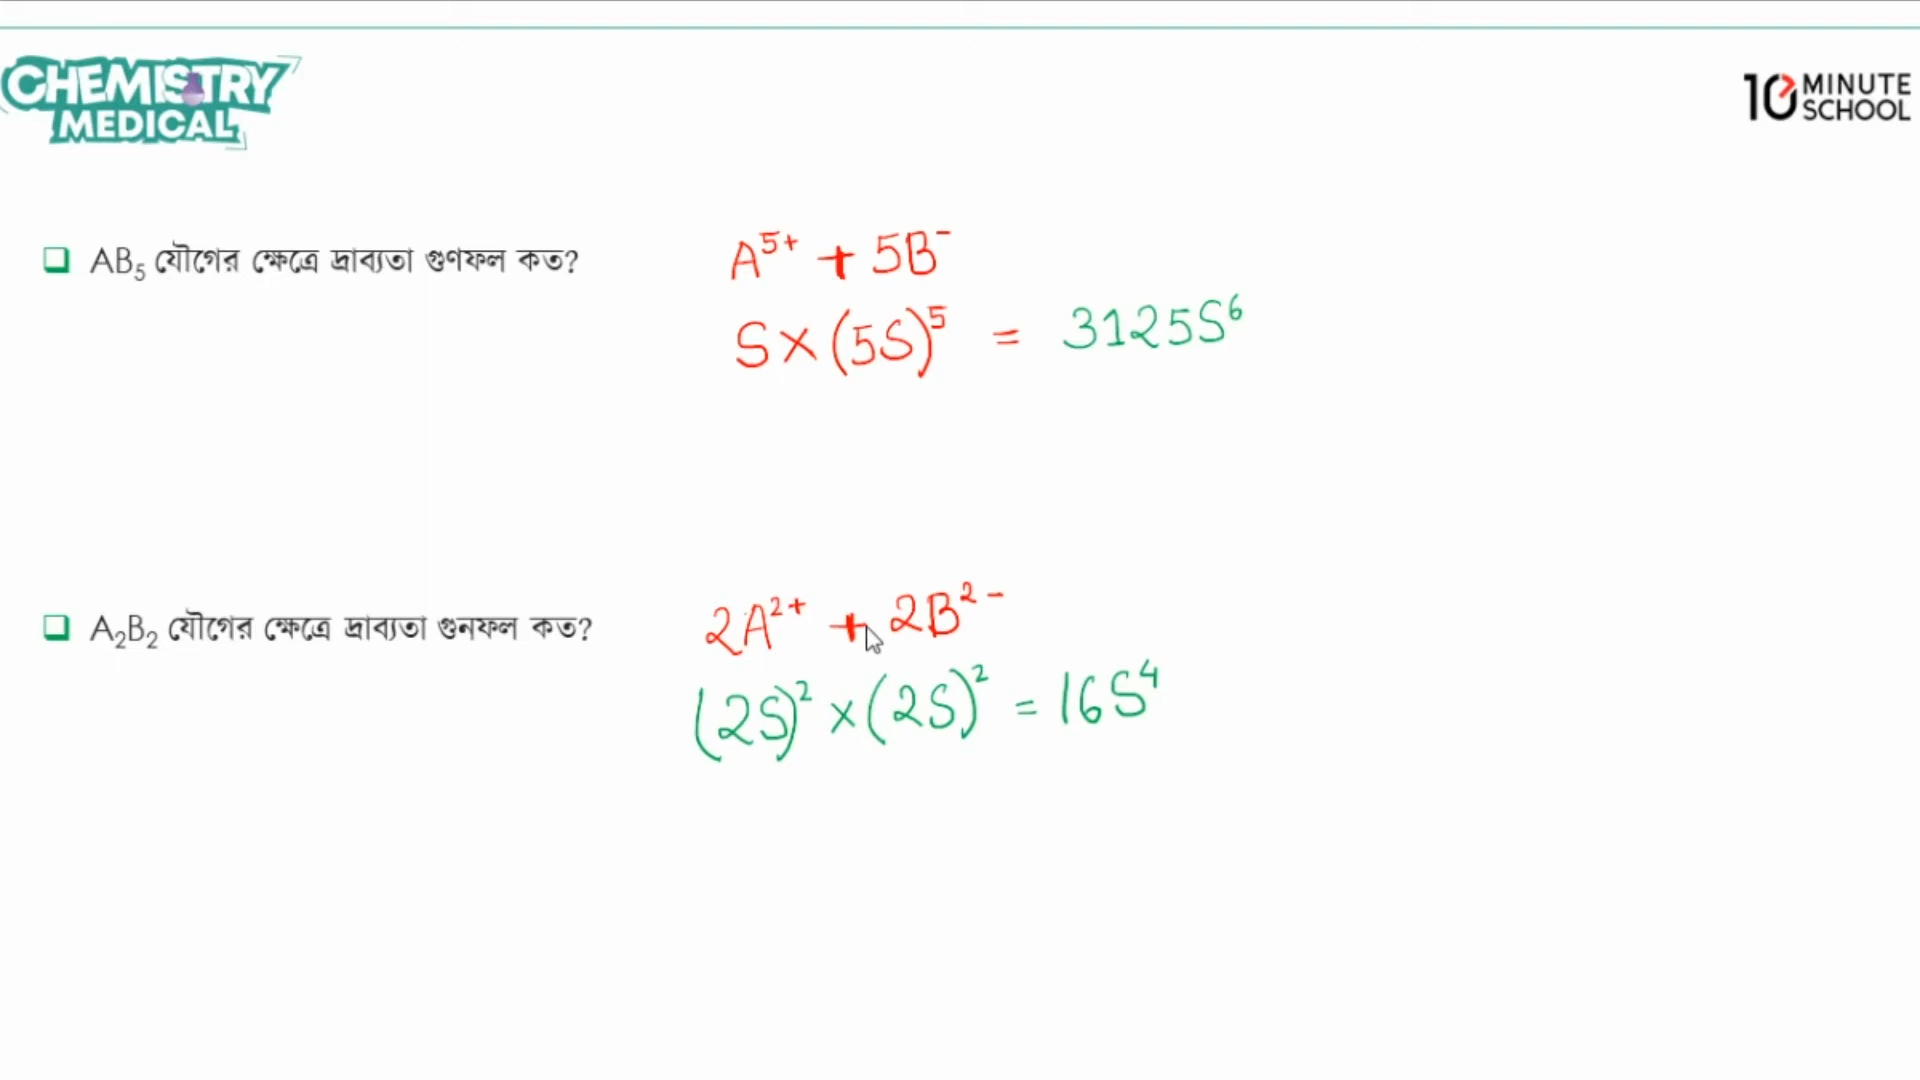 CHEMISTRY
MEDICAL
10 MINUTE
SCHOOL
AB₅ যৌগের ক্ষেত্রে দ্রাব্যতা গুণফল কত?
A⁵⁺ + 5B⁻
S×(5S)⁵ = 3125S⁶
A₂B₂ যৌগের ক্ষেত্রে দ্রাব্যতা গুনফল কত?
2A²⁺ + 2B²⁻
(2S)² × (2S)² = 16S⁴